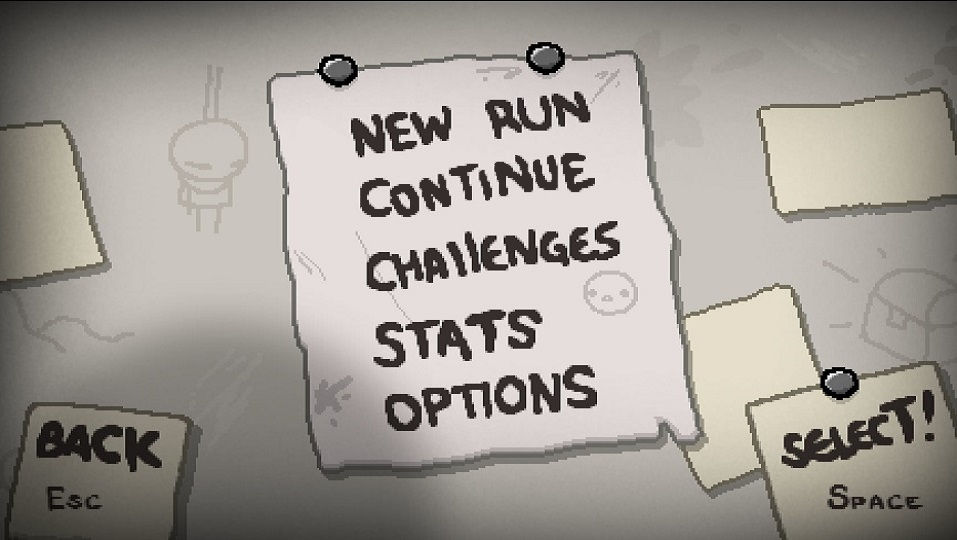 NEW RUN
CONTINUE
CHAllENGES
STATS
OPTIONS
BACK
Esc
SELECT!
SPACE